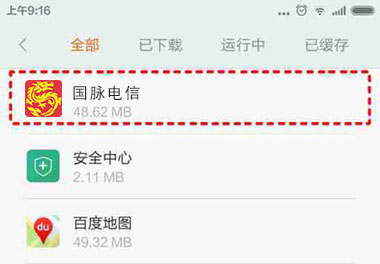 上午9:16
全部 已下载 运行中 已缓存
国脉电信
48.62 MB
安全中心
2.11 MB
du
百度地图
49.32 MB